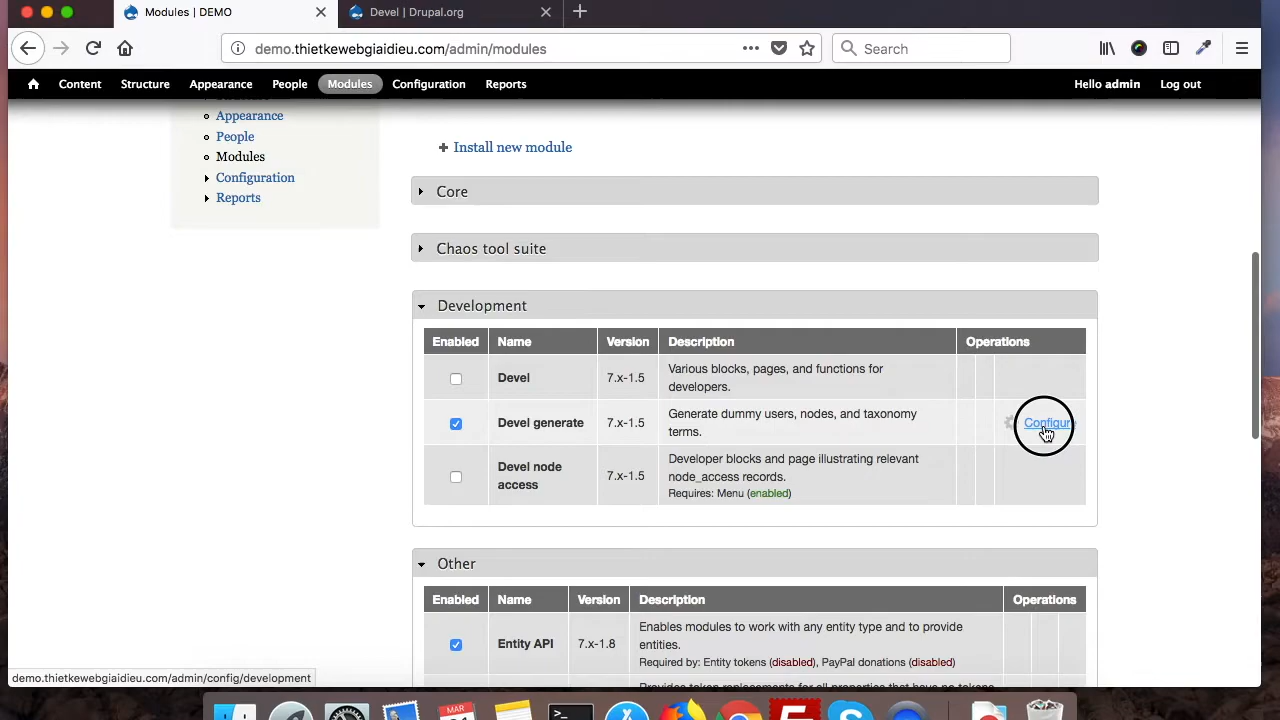 Modules | DEMO
Devel | Drupal.org
demo.thietkewebgiaidieu.com/admin/modules
Search
Content Structure Appearance People Modules Configuration Reports
Hello admin Log out
Appearance
People
Modules
Configuration
Reports
Install new module
Core
Chaos tool suite
Development
Enabled Name Version Description Operations
Devel 7.x-1.5 Various blocks, pages, and functions for
developers.
Devel generate 7.x-1.5 Generate dummy users, nodes, and taxonomy
terms.
Configur
Devel node
access
7.x-1.5
Developer blocks and page illustrating relevant
node_access records.
Requires: Menu (enabled)
Other
Enabled Name Version Description Operations
Entity API 7.x-1.8
Enables modules to work with any entity type and to provide
entities.
Required by: Entity tokens (disabled), PayPal donations (disabled)
demo.thietkewebgiaidieu.com/admin/config/development